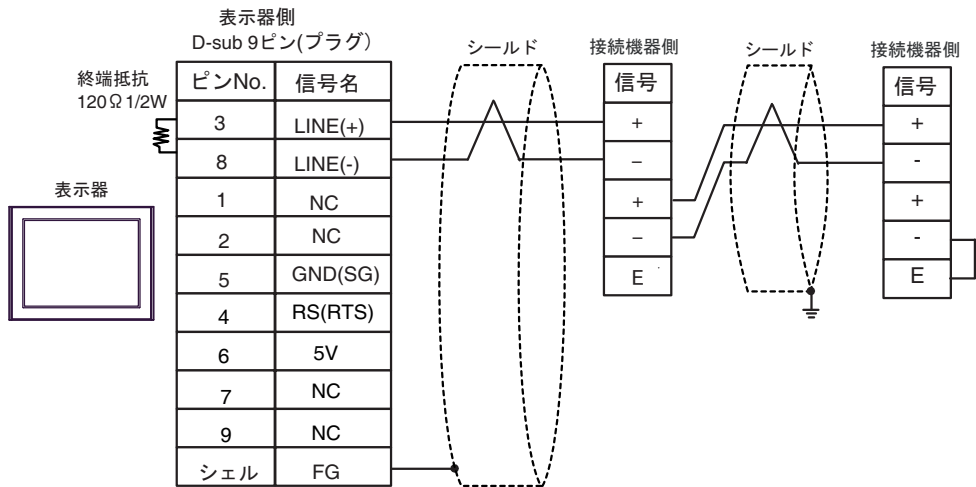 表示器側
D-sub 9ピン(プラグ)
シールド
接続機器側
シールド
接続機器側
終端抵抗
120Ω 1/2W
表示器
ピンNo. 信号名
3 LINE(+)
8 LINE(-)
1 NC
2 NC
5 GND(SG)
4 RS(RTS)
6 5V
7 NC
9 NC
シェル FG
信号
+
−
+
−
E
信号
+
-
+
-
E